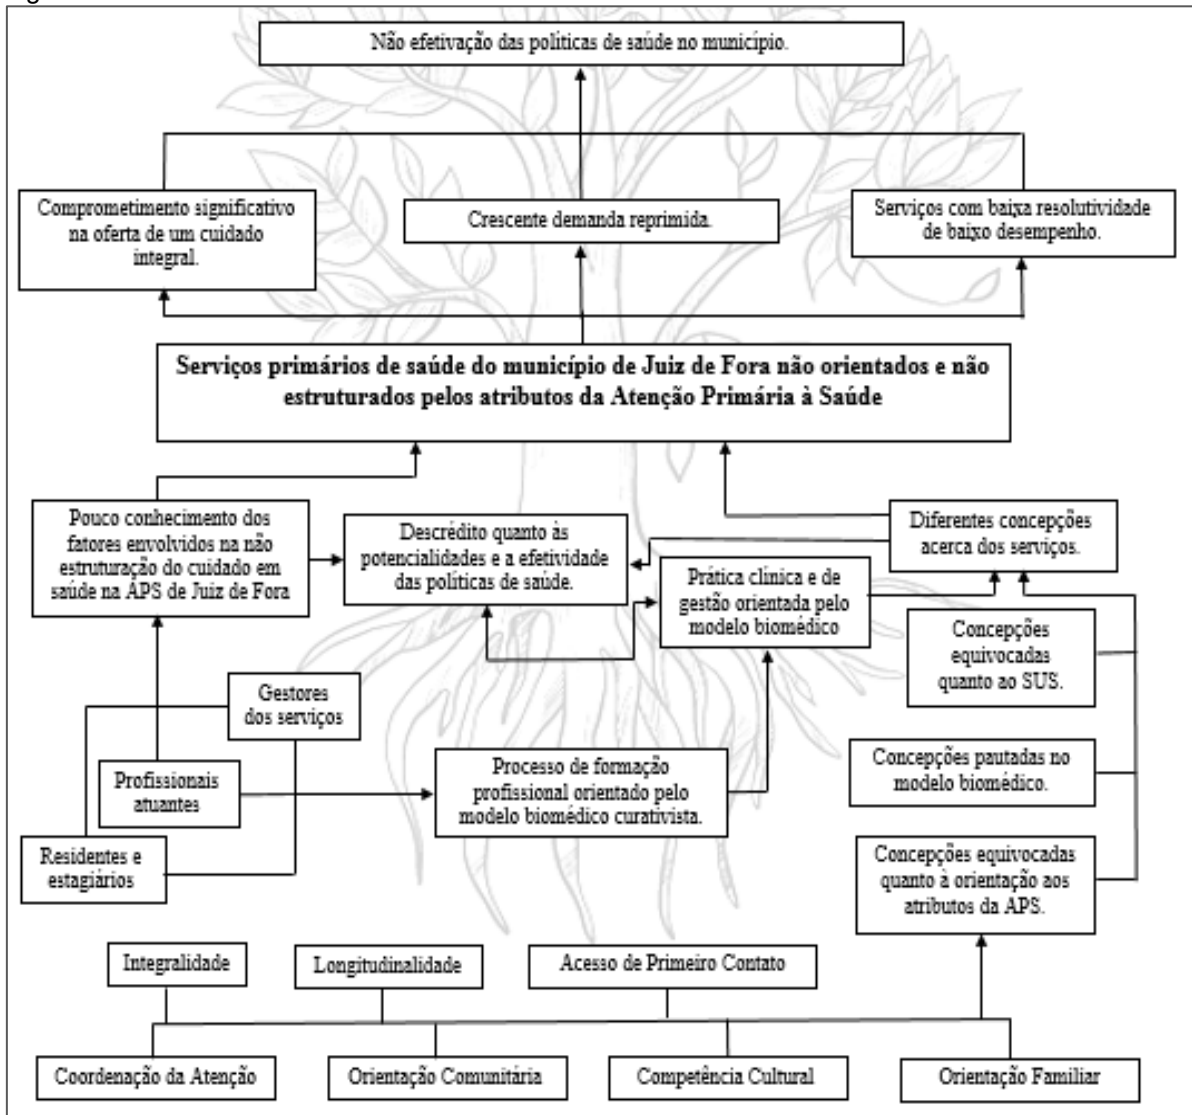 Não efetivação das políticas de saúde no município.
Comprometimento significativo
na oferta de um cuidado
integral.
Crescente demanda reprimida.
Serviços com baixa resolutividade
de baixo desempenho.
Serviços primários de saúde do município de Juiz de Fora não orientados e não
estruturados pelos atributos da Atenção Primária à Saúde
Pouco conhecimento dos
fatores envolvidos na não
estruturação do cuidado em
saúde na APS de Juiz de Fora
Descrédito quanto às
potencialidades e a efetividade
das políticas de saúde.
Diferentes concepções
acerca dos serviços.
Prática clínica e de
gestão orientada pelo
modelo biomédico
Concepções
equivocadas
quanto ao SUS.
Gestores
dos serviços
Profissionais
atuantes
Processo de formação
profissional orientado pelo
modelo biomédico curativista.
Concepções pautadas no
modelo biomédico.
Residentes e
estagiários
Concepções equivocadas
quanto à orientação aos
atributos da APS.
Integralidade
Longitudinalidade
Acesso de Primeiro Contato
Coordenação da Atenção
Orientação Comunitária
Competência Cultural
Orientação Familiar